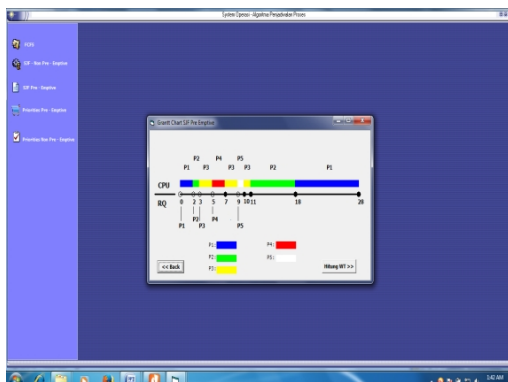 System Operasi - Algoritma Penjadwalan Proses
FCFS
SJF - Non Pre - Emptive
SJF Pre - Emptive
Prioritas Pre - Emptive
Prioritas Non Pre - Emptive
Grantt Chart SJF Pre Emptive
P2 P4 P5
P1 P3 P3 P3 P2 P1
CPU
RQ 0 2 3 5 7 9 10 11 18 28
P2 P4
P1 P3 P5
P1: P4:
P2: P5:
P3:
<< Back
Hitung WT >>
3:42 AM